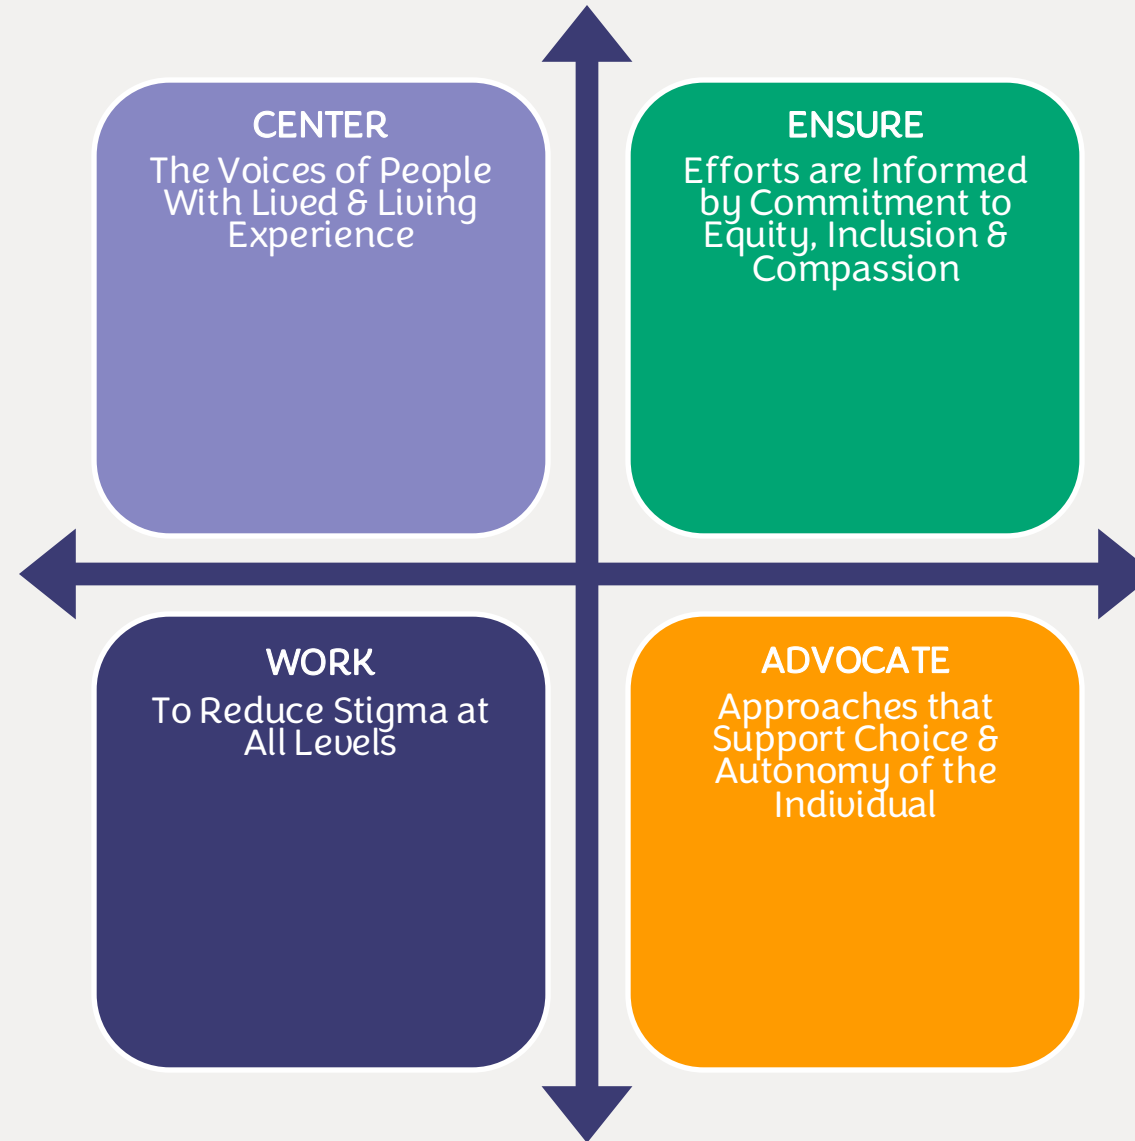 CENTER
The Voices of People
With Lived & Living
Experience
ENSURE
Efforts are Informed
by Commitment to
Equity, Inclusion &
Compassion
WORK
To Reduce Stigma at
All Levels
ADVOCATE
Approaches that
Support Choice &
Autonomy of the
Individual